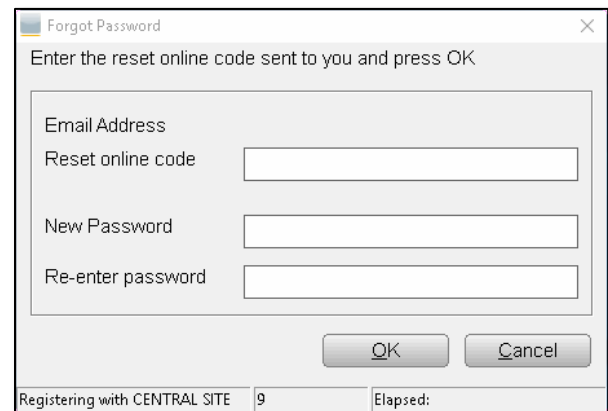 Forgot Password
Enter the reset online code sent to you and press OK
Email Address
Reset online code
New Password
Re-enter password
OK Cancel
Registering with CENTRAL SITE 9 Elapsed: